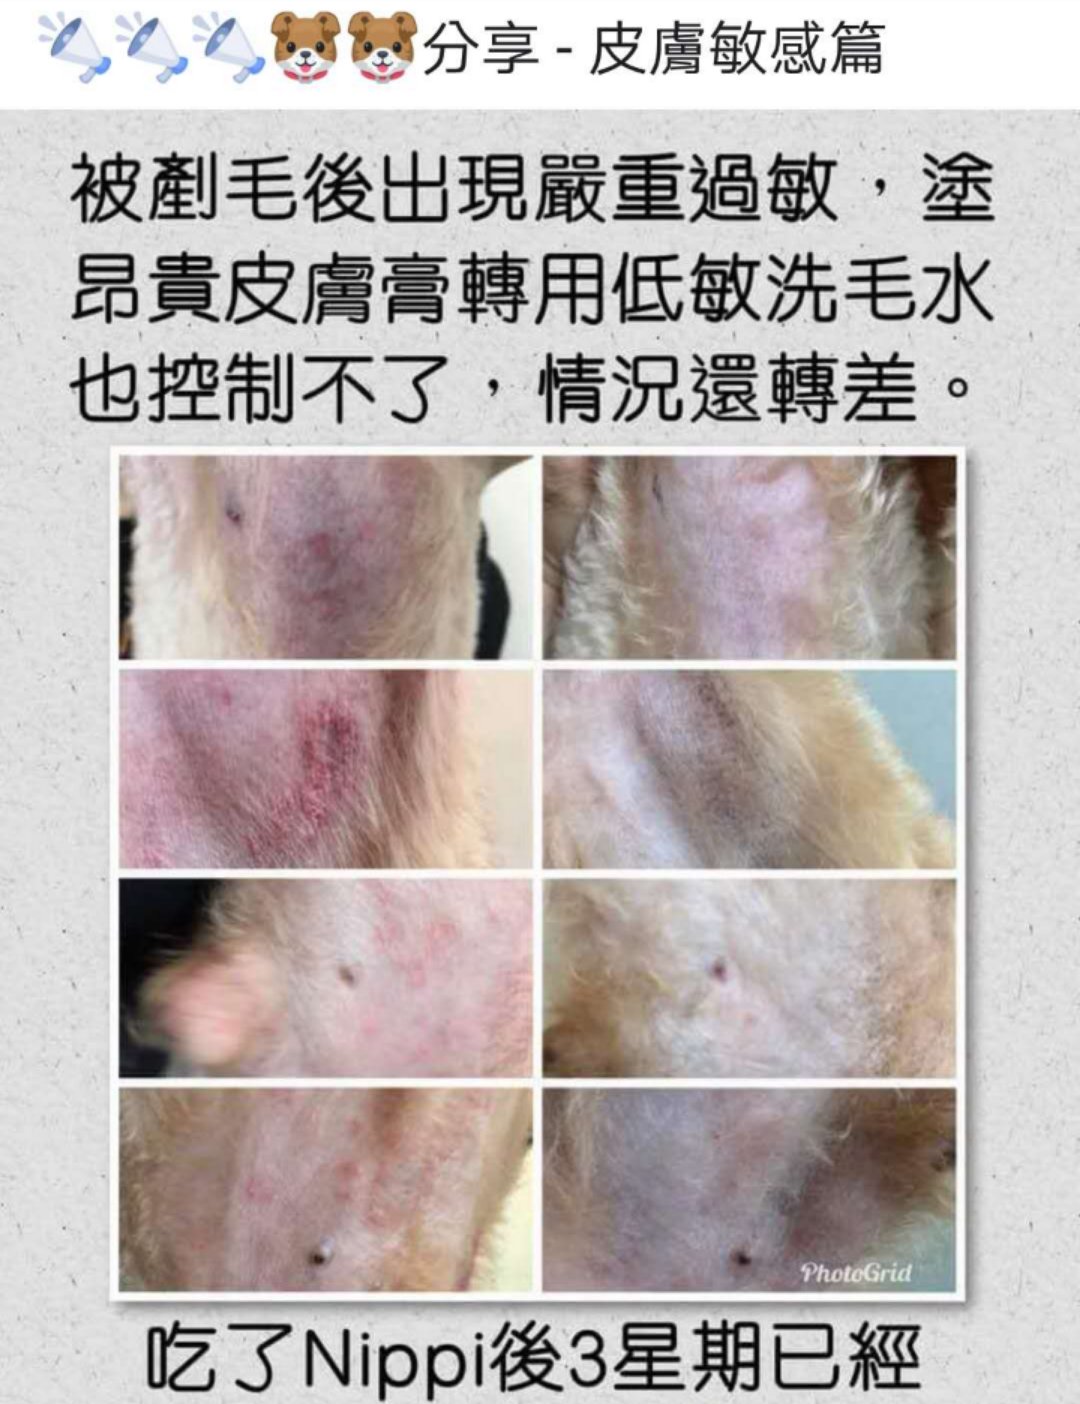 分享 - 皮膚敏感篇
被剷毛後出現嚴重過敏，塗
昂貴皮膚膏轉用低敏洗毛水
也控制不了，情況還轉差。
PhotoGrid
吃了Nippi後3星期已經